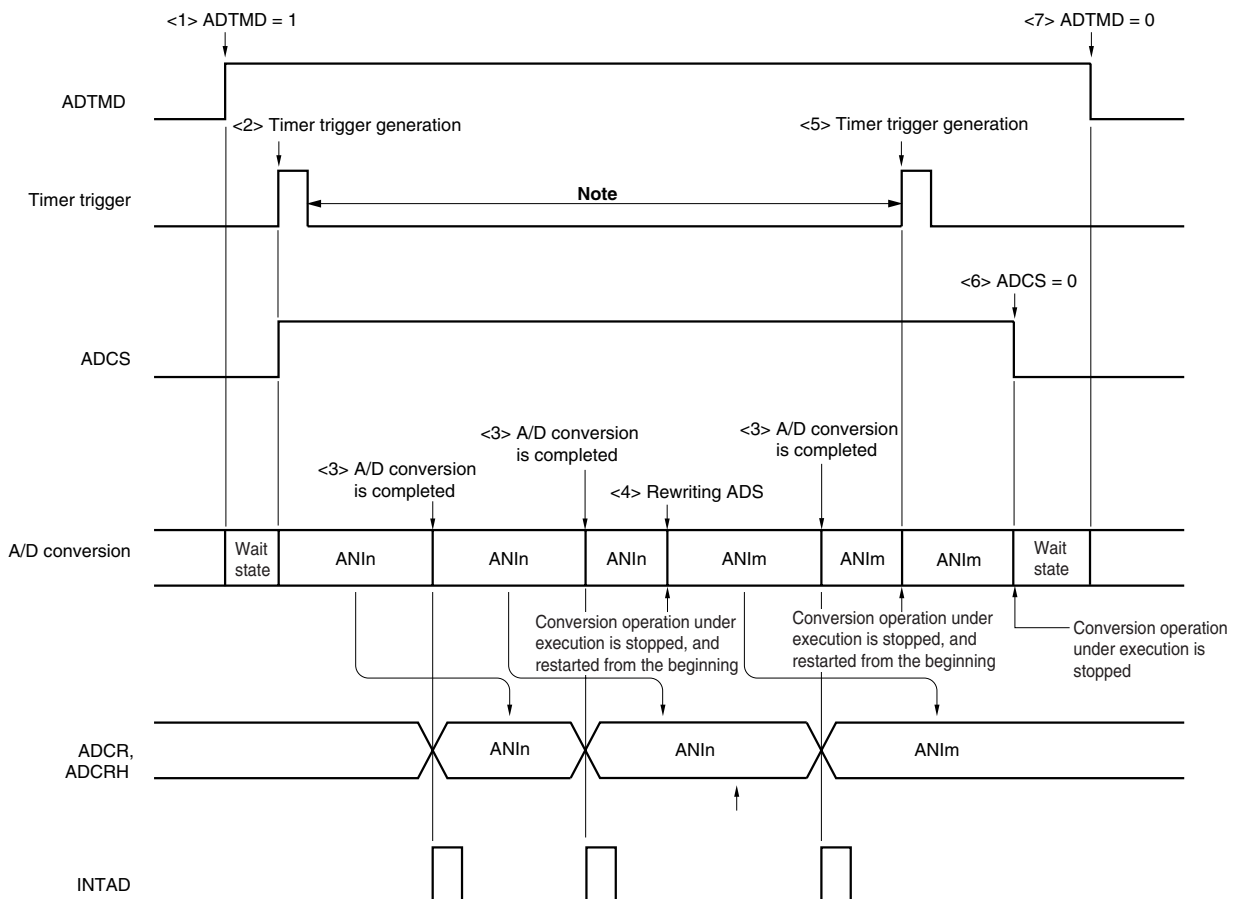 <1> ADTMD = 1
<7> ADTMD = 0
ADTMD
<2> Timer trigger generation
<5> Timer trigger generation
Timer trigger
Note
<6> ADCS = 0
ADCS
<3> A/D conversion
is completed
<3> A/D conversion
is completed
<3> A/D conversion
is completed
<4> Rewriting ADS
A/D conversion
Wait
state
ANIn
ANIn
ANIn
ANIm
ANIm
ANIm
Wait
state
Conversion operation under
execution is stopped, and
restarted from the beginning
Conversion operation under
execution is stopped, and
restarted from the beginning
Conversion operation
under execution is
stopped
ADCR,
ADCRH
ANIn
ANIn
ANIm
INTAD